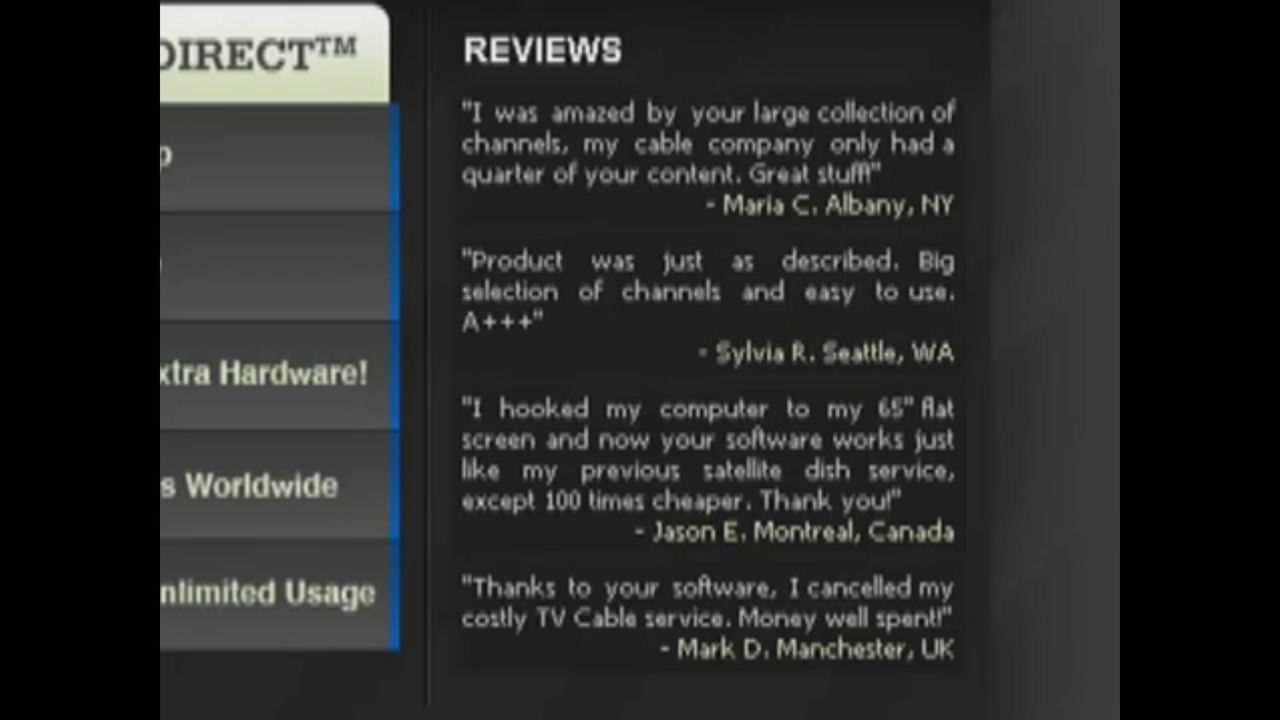 DIRECT™
xtra Hardware!
s Worldwide
nlimited Usage
REVIEWS
"I was amazed by your large collection of
channels, my cable company only had a
quarter of your content. Great stuff!"
- Maria C. Albany, NY
"Product was just as described. Big
selection of channels and easy to use.
A+++"
- Sylvia R. Seattle, WA
"I hooked my computer to my 65" flat
screen and now your software works just
like my previous satellite dish service,
except 100 times cheaper. Thank you!"
- Jason E. Montreal, Canada
"Thanks to your software, I cancelled my
costly TV Cable service. Money well spent!"
- Mark D. Manchester, UK